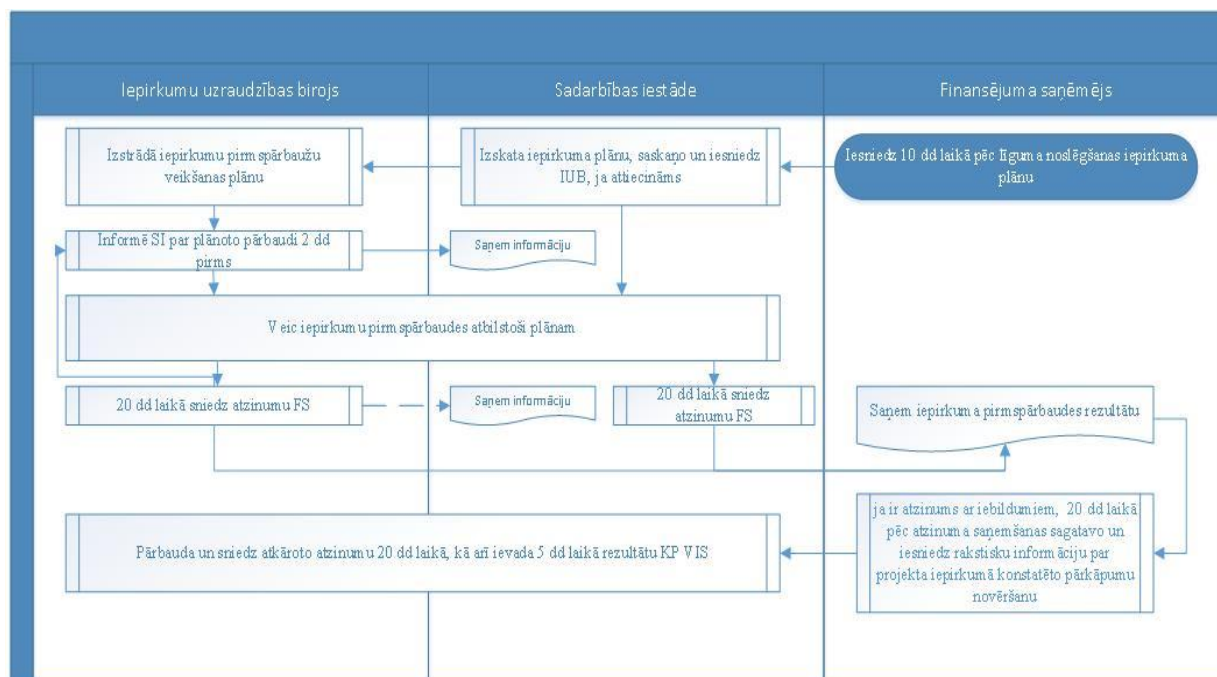 Iepirkumu uzraudzības birojs
Sadarbības iestāde
Finansējuma saņēmējs
Izstrādā iepirkumu pirmspārbaužu
veikšanas plānu
Izskata iepirkuma plānu, saskaņo un iesniedz
IUB, ja attiecināms
Iesniedz 10 dd laikā pēc līguma noslēgšanas iepirkuma
plānu
Informē SI par plānoto pārbaudi 2 dd
pirms
Saņem informāciju
Veic iepirkumu pirmspārbaudes atbilstoši plānam
20 dd laikā sniedz atzinumu FS
Saņem informāciju
20 dd laikā sniedz
atzinumu FS
Saņem iepirkuma pirmspārbaudes rezultātu
Pārbauda un sniedz atkāroto atzinumu 20 dd laikā, kā arī ievada 5 dd laikā rezultātu KP VIS
ja ir atzinums ar iebildumiem, 20 dd laikā
pēc atzinuma saņemšanas sagatavo un
iesniedz rakstisku informāciju par
projekta iepirkumā konstatēto pārkāpumu
novēršanu